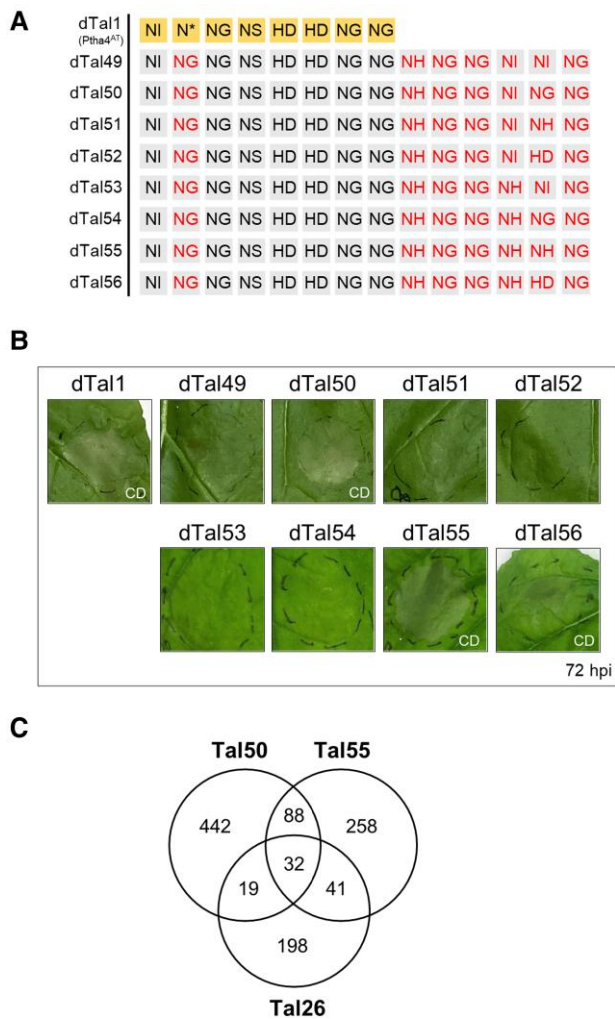 A
dTal1 NI N* NG NS HD HD NG NG
(Ptha4AT)
dTal49 NI NG NG NS HD HD NG NG NH NG NG NI NI NG
dTal50 NI NG NG NS HD HD NG NG NH NG NG NI NG NG
dTal51 NI NG NG NS HD HD NG NG NH NG NG NI NH NG
dTal52 NI NG NG NS HD HD NG NG NH NG NG NI HD NG
dTal53 NI NG NG NS HD HD NG NG NH NG NG NH NI NG
dTal54 NI NG NG NS HD HD NG NG NH NG NG NH NG NG
dTal55 NI NG NG NS HD HD NG NG NH NG NG NH NH NG
dTal56 NI NG NG NS HD HD NG NG NH NG NG NH HD NG
B
dTal1 dTal49 dTal50 dTal51 dTal52
CD CD
dTal53 dTal54 dTal55 dTal56
CD CD
72 hpi
C
Tal50 Tal55
442 88 258
32
19 41
198
Tal26